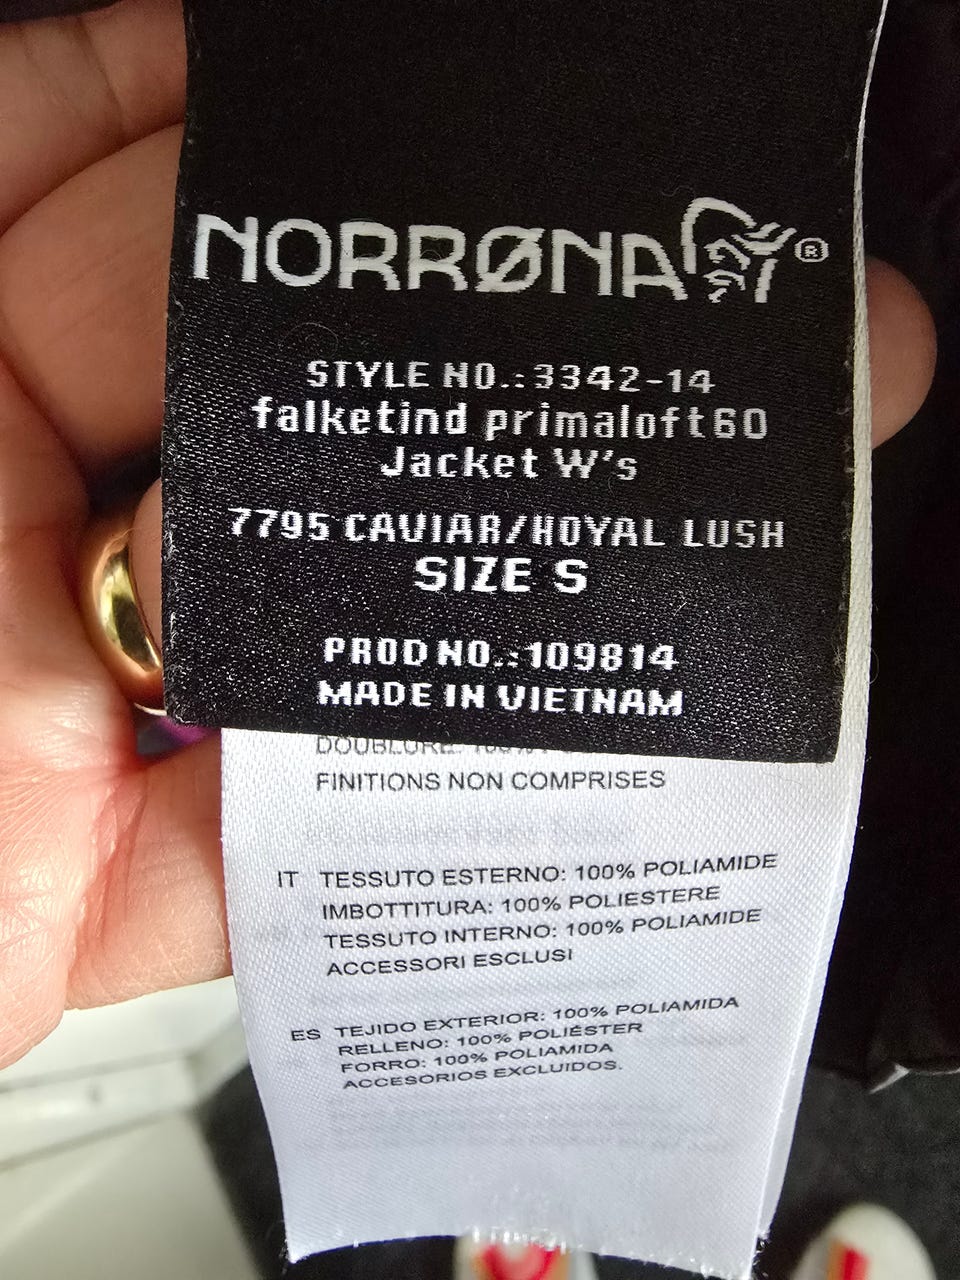 NORRØNA®
STYLE NO.:3342-14
falketind primaloft60
Jacket W's
7795 CAVIAR/ROYAL LUSH
SIZE S
PROD NO.:109814
MADE IN VIETNAM
DOUBLURE: 100%
FINITIONS NON COMPRISES
IT TESSUTO ESTERNO: 100% POLIAMIDE
IMBOTTITURA: 100% POLIESTERE
TESSUTO INTERNO: 100% POLIAMIDE
ACCESSORI ESCLUSI
ES TEJIDO EXTERIOR: 100% POLIAMIDA
RELLENO: 100% POLIÉSTER
FORRO: 100% POLIAMIDA
ACCESORIOS EXCLUIDOS.